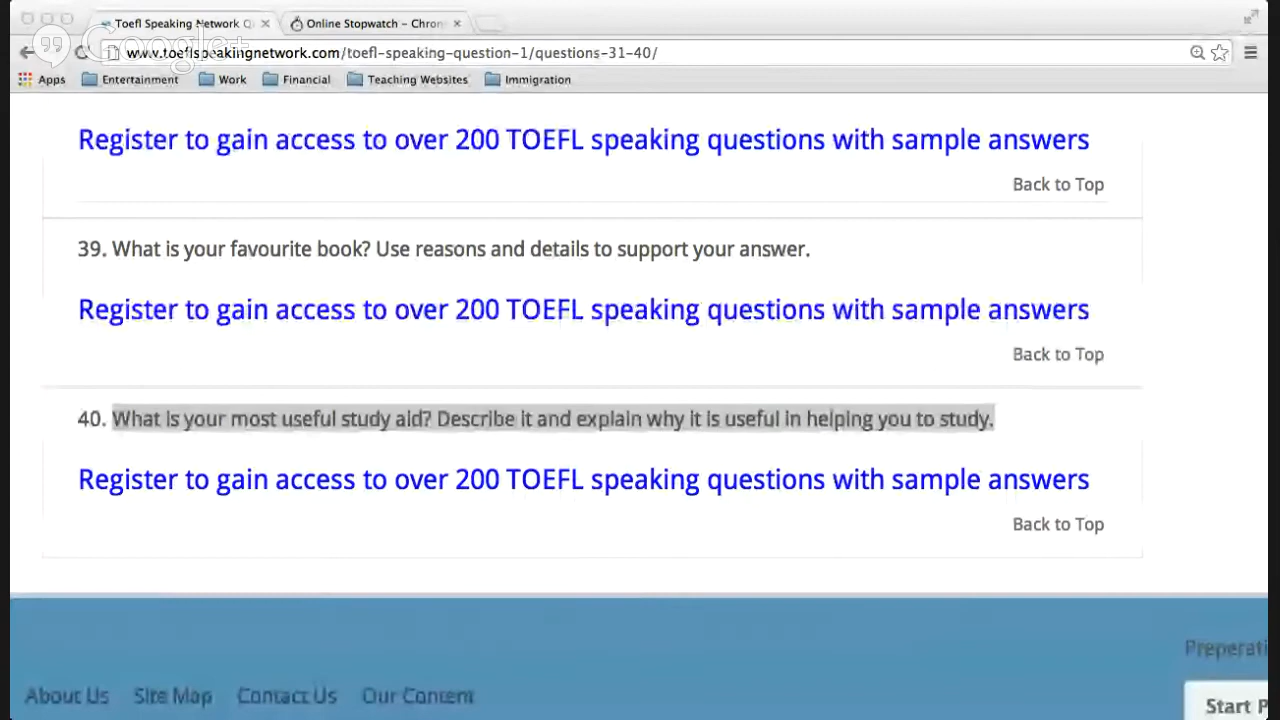 Toefl Speaking Network Q
Online Stopwatch – Chron
Google+
www.toeflspeakingnetwork.com/toefl-speaking-question-1/questions-31-40/
Apps Entertainment Work Financial Teaching Websites Immigration
Register to gain access to over 200 TOEFL speaking questions with sample answers
Back to Top
39. What is your favourite book? Use reasons and details to support your answer.
Register to gain access to over 200 TOEFL speaking questions with sample answers
Back to Top
40. What is your most useful study aid? Describe it and explain why it is useful in helping you to study.
Register to gain access to over 200 TOEFL speaking questions with sample answers
Back to Top
Preperati
About Us Site Map Contact Us Our Content
Start P